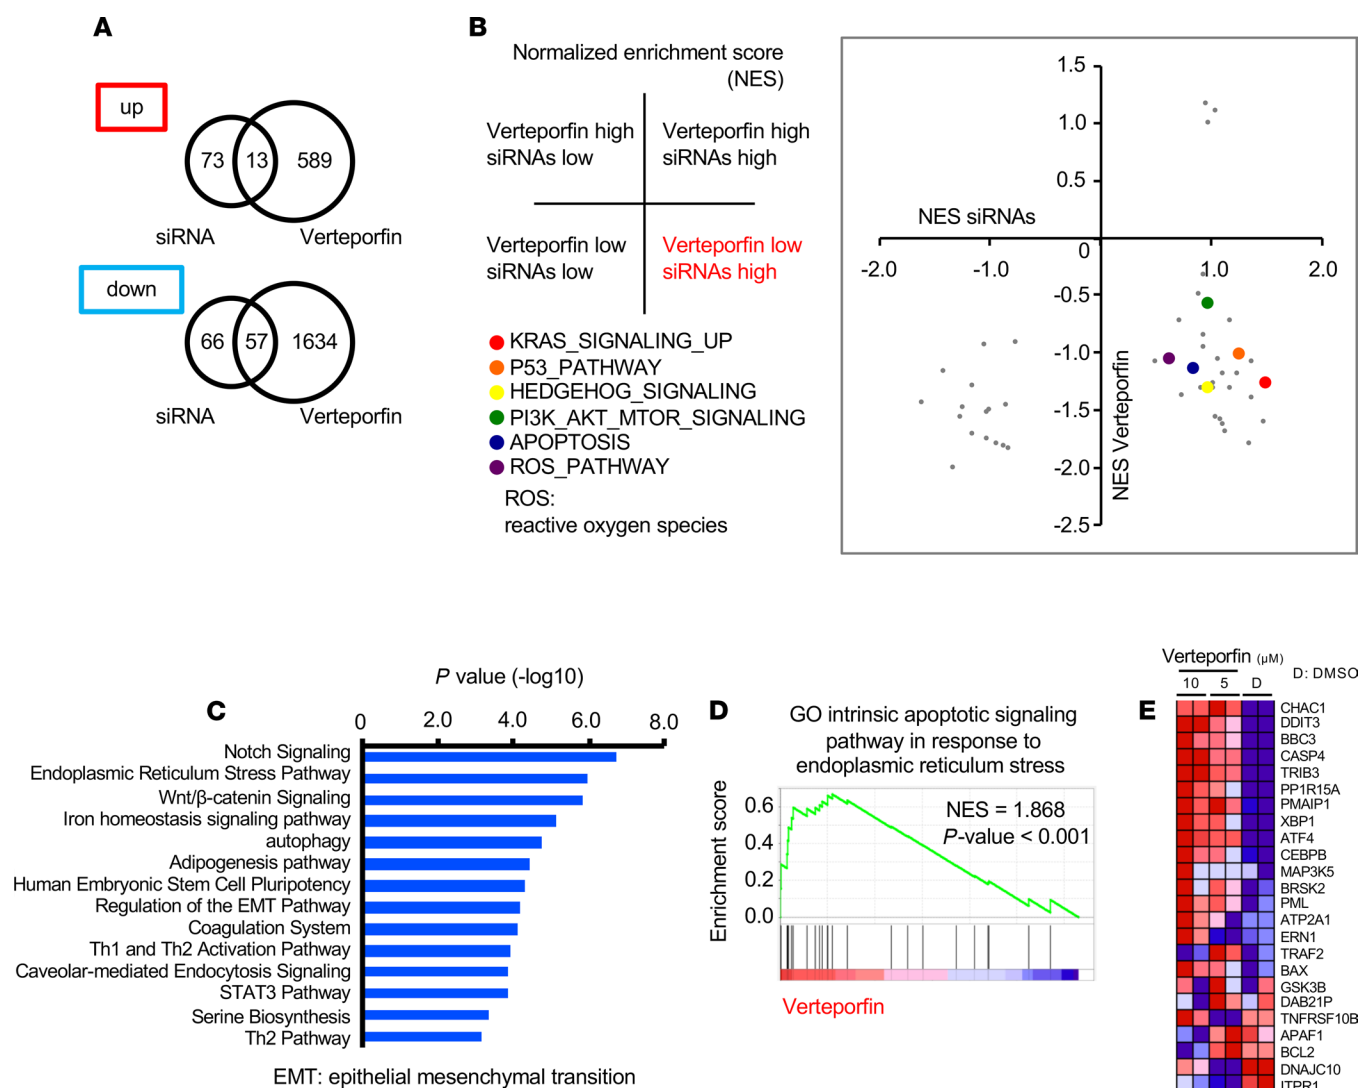 A
up
73 13 589
siRNA Verteporfin
down
66 57 1634
siRNA Verteporfin
B
Normalized enrichment score
(NES)
Verteporfin high
siRNAs low
Verteporfin high
siRNAs high
Verteporfin low
siRNAs low
Verteporfin low
siRNAs high
KRAS_SIGNALING_UP
P53_PATHWAY
HEDGEHOG_SIGNALING
PI3K_AKT_MTOR_SIGNALING
APOPTOSIS
ROS_PATHWAY
ROS:
reactive oxygen species
1.5
1.0
0.5
NES siRNAs
0
-2.0 -1.0 1.0 2.0
-0.5
-1.0
-1.5
-2.0
-2.5
NES Verteporfin
C
P value (-log10)
0 2.0 4.0 6.0 8.0
Notch Signaling
Endoplasmic Reticulum Stress Pathway
Wnt/β-catenin Signaling
Iron homeostasis signaling pathway
autophagy
Adipogenesis pathway
Human Embryonic Stem Cell Pluripotency
Regulation of the EMT Pathway
Coagulation System
Th1 and Th2 Activation Pathway
Caveolar-mediated Endocytosis Signaling
STAT3 Pathway
Serine Biosynthesis
Th2 Pathway
EMT: epithelial mesenchymal transition
D
GO intrinsic apoptotic signaling
pathway in response to
endoplasmic reticulum stress
Enrichment score
0.6
0.4
0.2
0.0
NES = 1.868
P-value < 0.001
Verteporfin
E
Verteporfin (μM)
D: DMSO
10 5 D
CHAC1
DDIT3
BBC3
CASP4
TRIB3
PP1R15A
PMAIP1
XBP1
ATF4
CEBPB
MAP3K5
BRSK2
PML
ATP2A1
ERN1
TRAF2
BAX
GSK3B
DAB21P
TNFRSF10B
APAF1
BCL2
DNAJC10
ITPR1